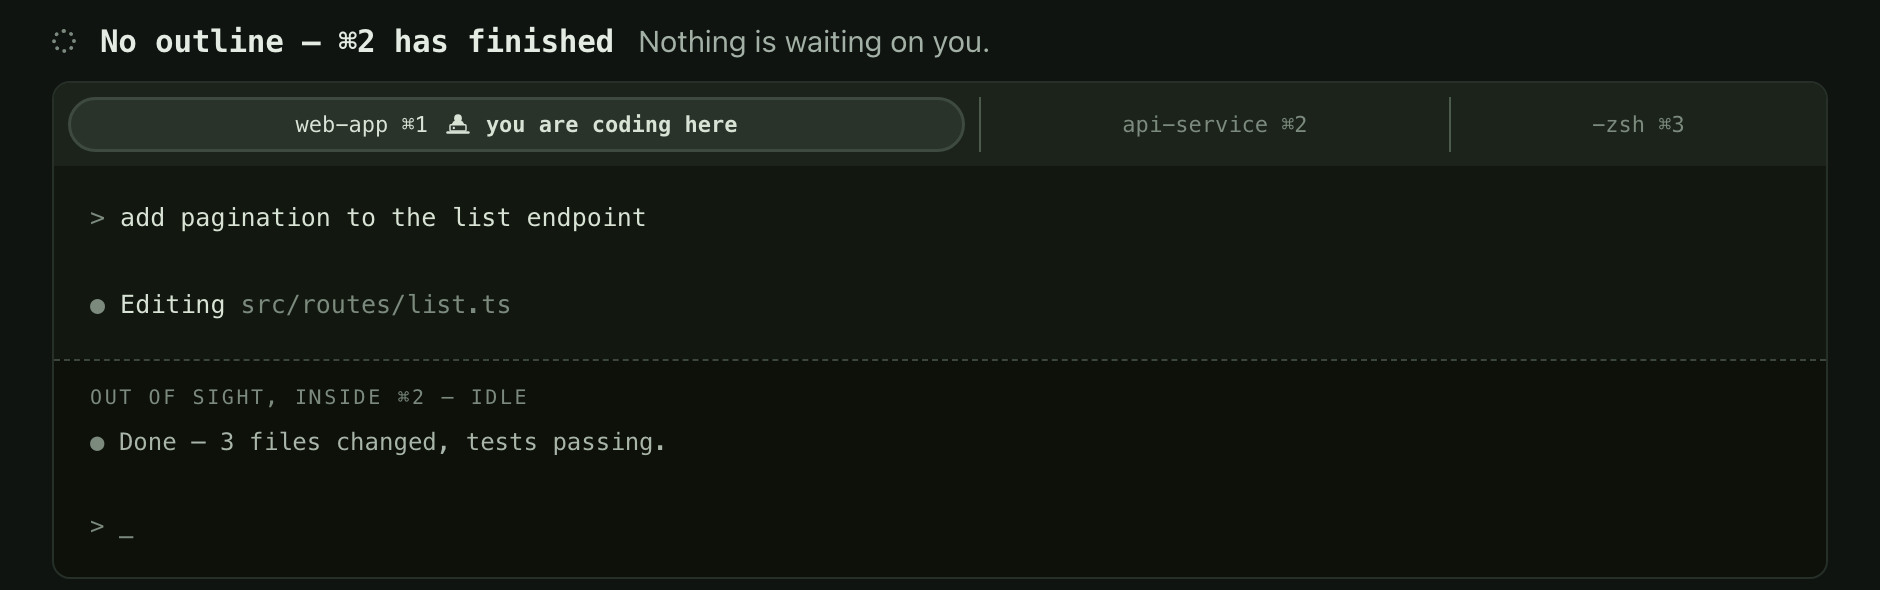 No outline — ⌘2 has finished Nothing is waiting on you.
web-app ⌘1 🧑‍💻 you are coding here
api-service ⌘2
-zsh ⌘3
> add pagination to the list endpoint
● Editing src/routes/list.ts
OUT OF SIGHT, INSIDE ⌘2 — IDLE
● Done — 3 files changed, tests passing.
> _